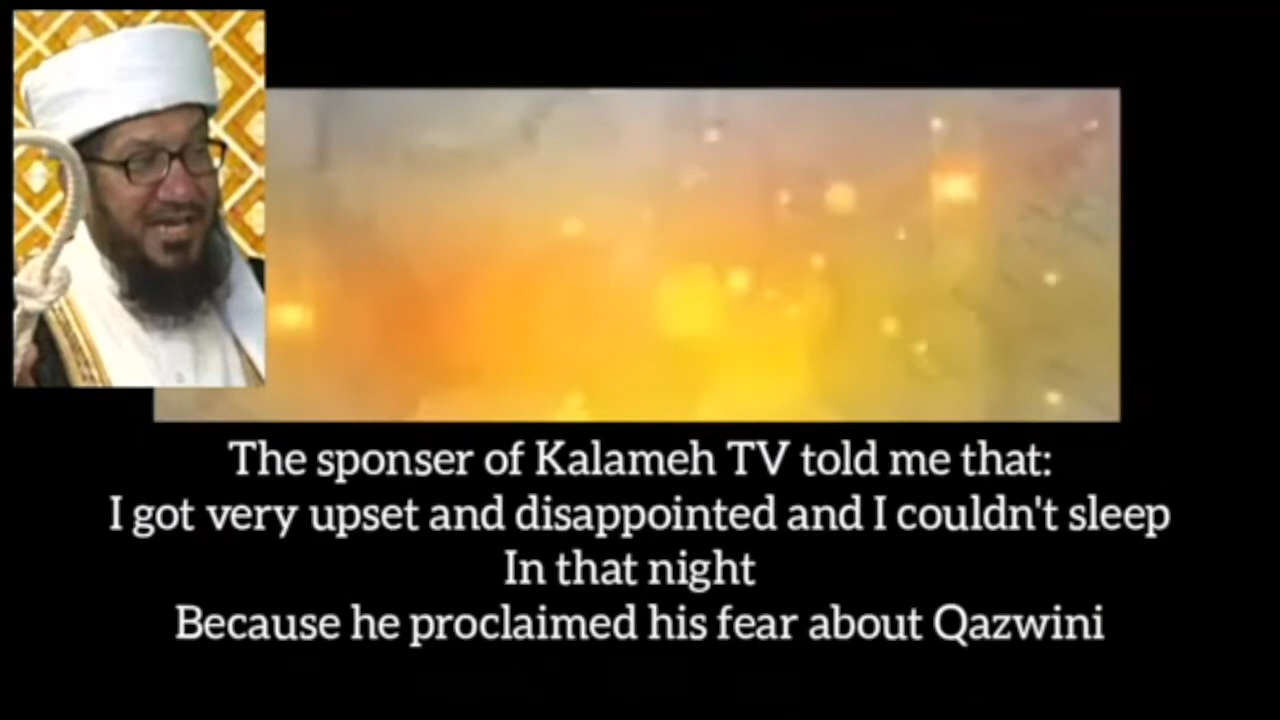 The sponser of Kalameh TV told me that:
I got very upset and disappointed and I couldn't sleep
In that night
Because he proclaimed his fear about Qazwini